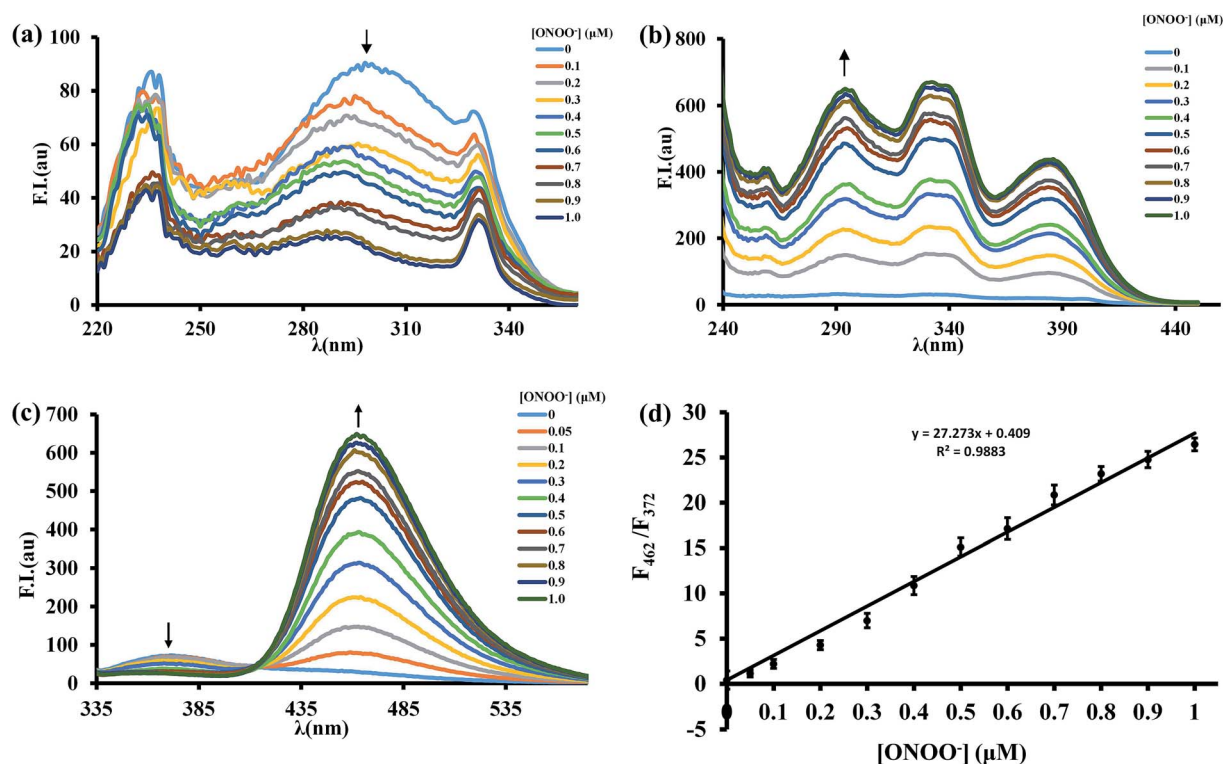 (a)
[ONOO⁻] (µM)
100
80
60
40
20
0
F.I.(au)
220 250 280 310 340
λ(nm)
0
0.1
0.2
0.3
0.4
0.5
0.6
0.7
0.8
0.9
1.0
(b)
[ONOO⁻] (µM)
800
600
400
200
0
F.I.(au)
240 290 340 390 440
λ(nm)
0
0.1
0.2
0.3
0.4
0.5
0.6
0.7
0.8
0.9
1.0
(c)
[ONOO⁻] (µM)
700
600
500
400
300
200
100
0
F.I.(au)
335 385 435 485 535
λ(nm)
0
0.05
0.1
0.2
0.3
0.4
0.5
0.6
0.7
0.8
0.9
1.0
(d)
30
25
20
15
10
5
0
-5
F₄₆₂/F₃₇₂
y = 27.273x + 0.409
R² = 0.9883
0 0.1 0.2 0.3 0.4 0.5 0.6 0.7 0.8 0.9 1
[ONOO⁻] (µM)